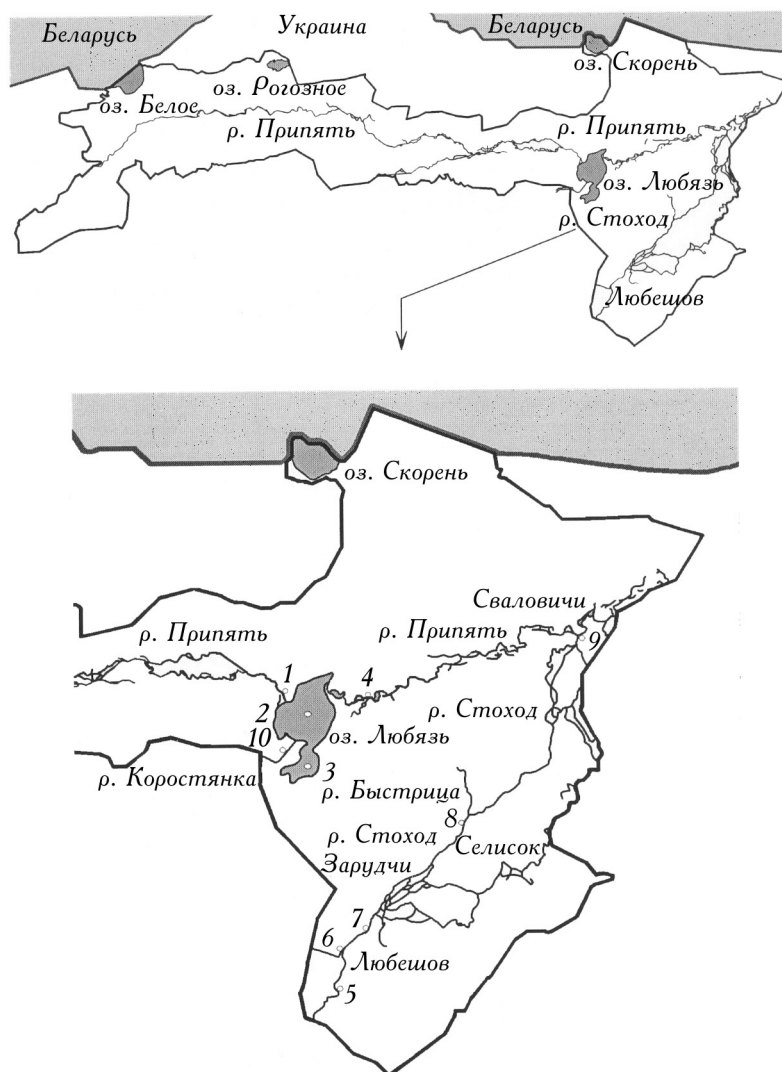 Беларусь
Украина
Беларусь
оз. Скорень
оз. Рогозное
оз. Белое
р. Припять
р. Припять
оз. Любязь
р. Стоход
Любешов
оз. Скорень
Сваловичи
р. Припять
р. Припять
9
1
4
2
р. Стоход
оз. Любязь
10
3
р. Коростянка
р. Быстрица
8
р. Стоход
Селисок
Зарудчи
7
6
Любешов
5